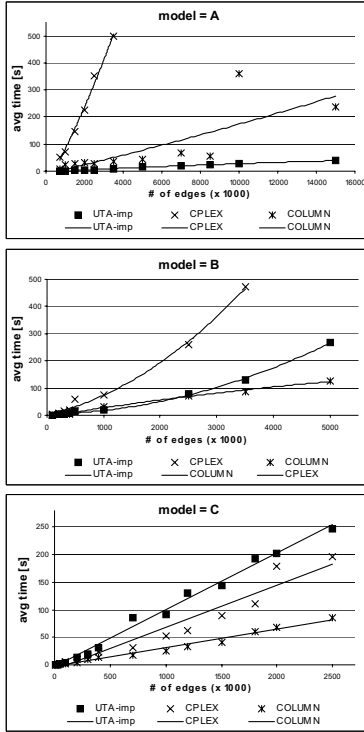 model = A
avg time [s]
500
400
300
200
100
0
0 2000 4000 6000 8000 10000 12000 14000 16000
# of edges (x 1000)
UTA-imp CPLEX COLUMN
UTA-imp CPLEX COLUMN
model = B
avg time [s]
500
400
300
200
100
0
0 1000 2000 3000 4000 5000
# of edges (x 1000)
UTA-imp CPLEX COLUMN
UTA-imp COLUMN CPLEX
model = C
avg time [s]
250
200
150
100
50
0
0 500 1000 1500 2000 2500
# of edges (x 1000)
UTA-imp CPLEX COLUMN
UTA-imp CPLEX COLUMN